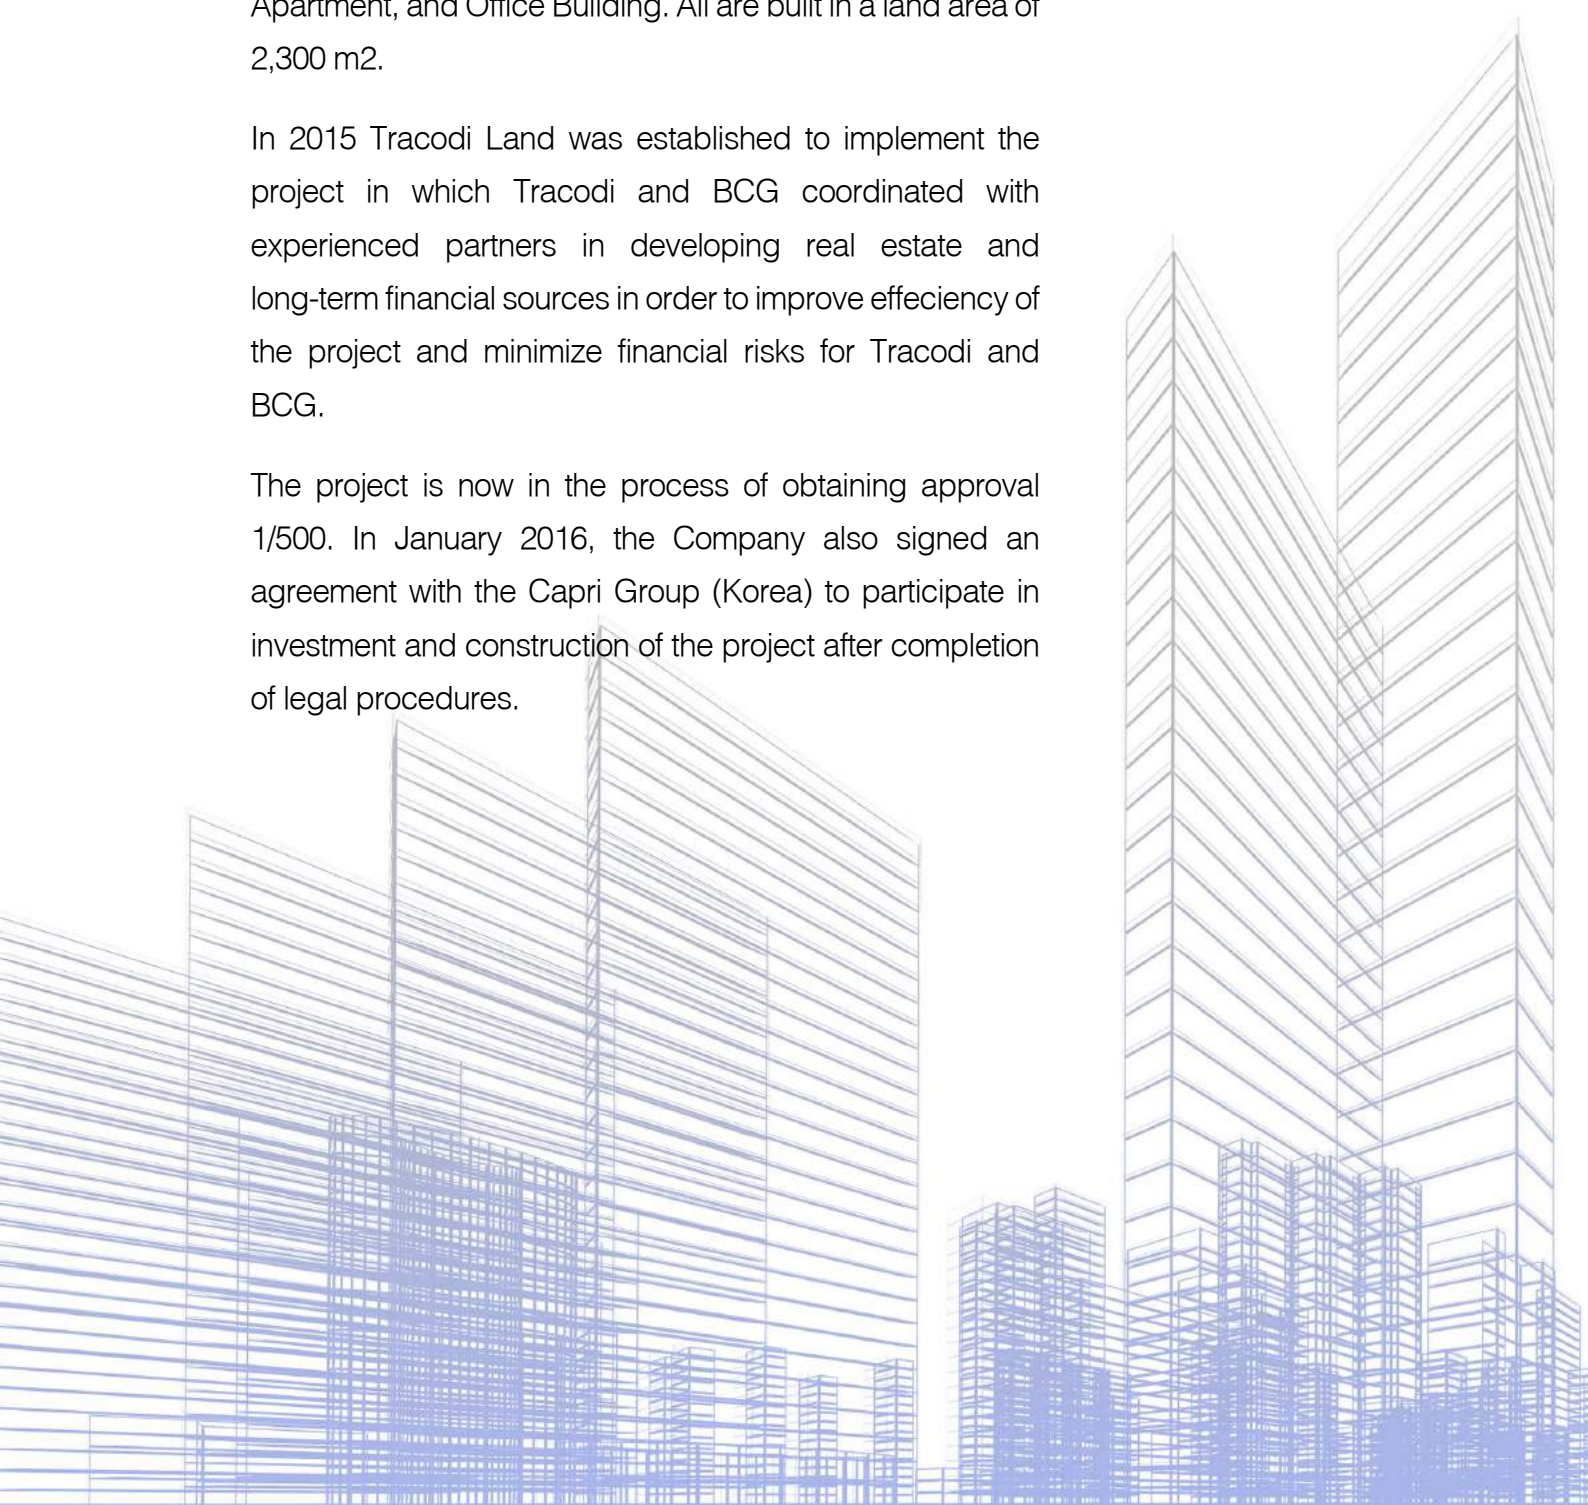 Apartment, and Office Building. All are built in a land area of
2,300 m2.
In 2015 Tracodi Land was established to implement the
project in which Tracodi and BCG coordinated with
experienced partners in developing real estate and
long-term financial sources in order to improve effeciency of
the project and minimize financial risks for Tracodi and
BCG.
The project is now in the process of obtaining approval
1/500. In January 2016, the Company also signed an
agreement with the Capri Group (Korea) to participate in
investment and construction of the project after completion
of legal procedures.